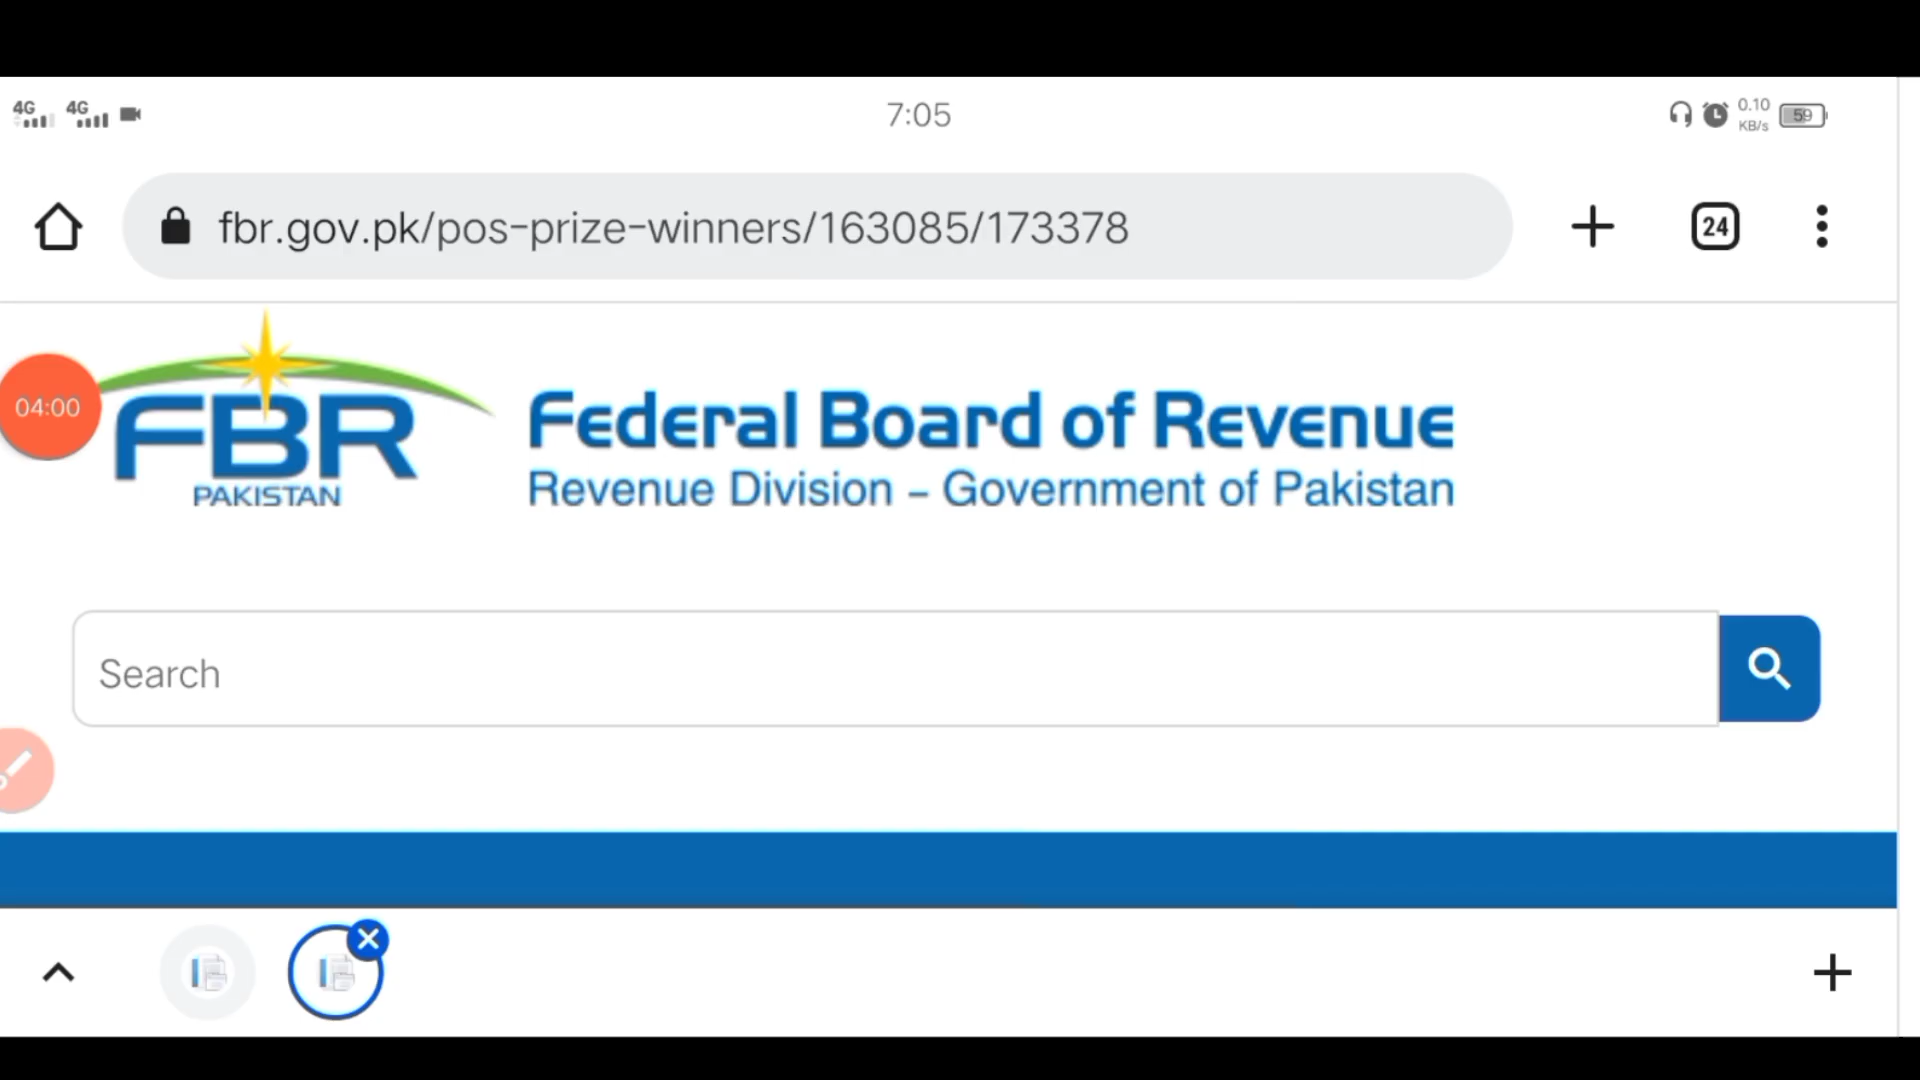 4G 4G 7:05 0.10 KB/s 59
fbr.gov.pk/pos-prize-winners/163085/173378 24
04:00
FBR
PAKISTAN
Federal Board of Revenue
Revenue Division – Government of Pakistan
Search